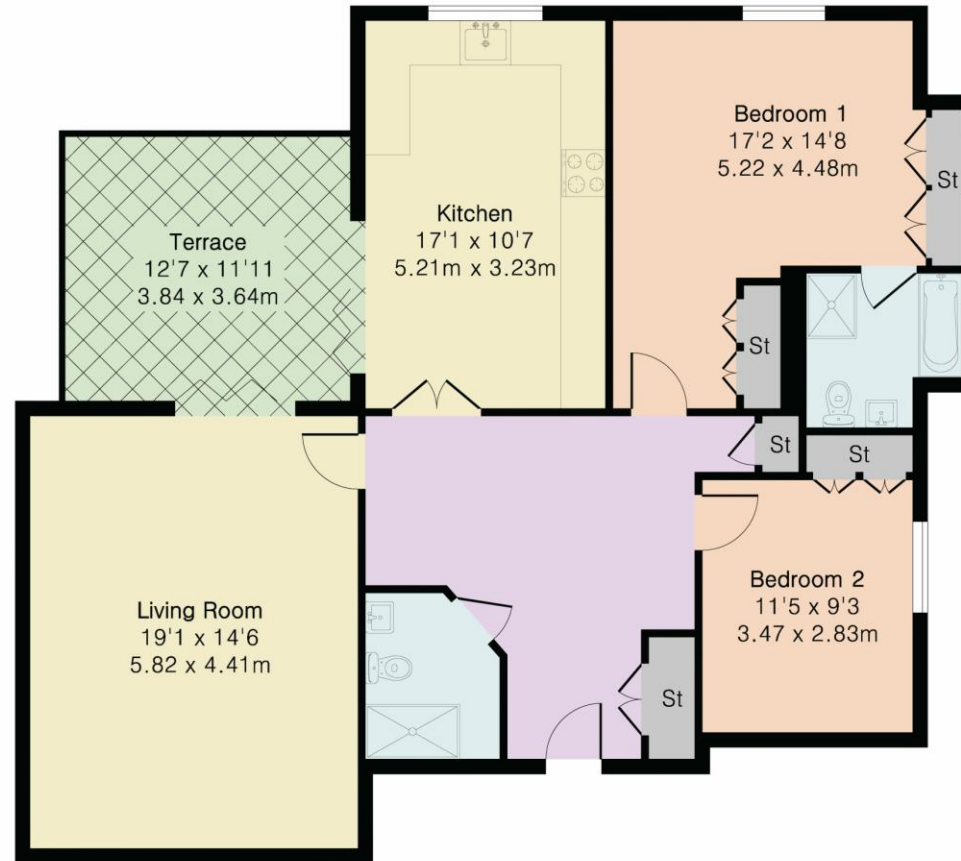 Bedroom 1
17'2 x 14'8
5.22 x 4.48m
St
Kitchen
17'1 x 10'7
5.21m x 3.23m
Terrace
12'7 x 11'11
3.84 x 3.64m
St
St
St
Living Room
19'1 x 14'6
5.82 x 4.41m
Bedroom 2
11'5 x 9'3
3.47 x 2.83m
St